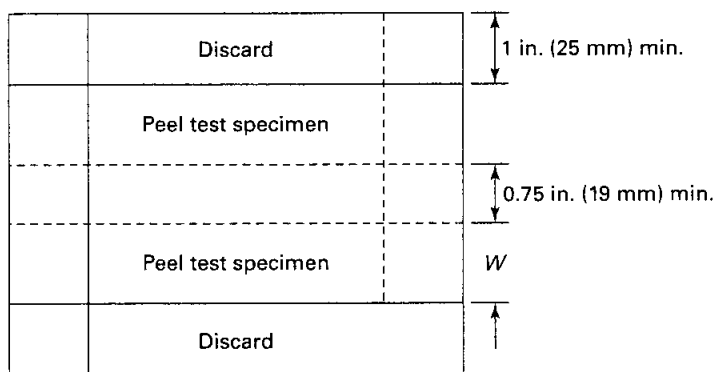 Discard
1 in. (25 mm) min.
Peel test specimen
0.75 in. (19 mm) min.
Peel test specimen
W
Discard